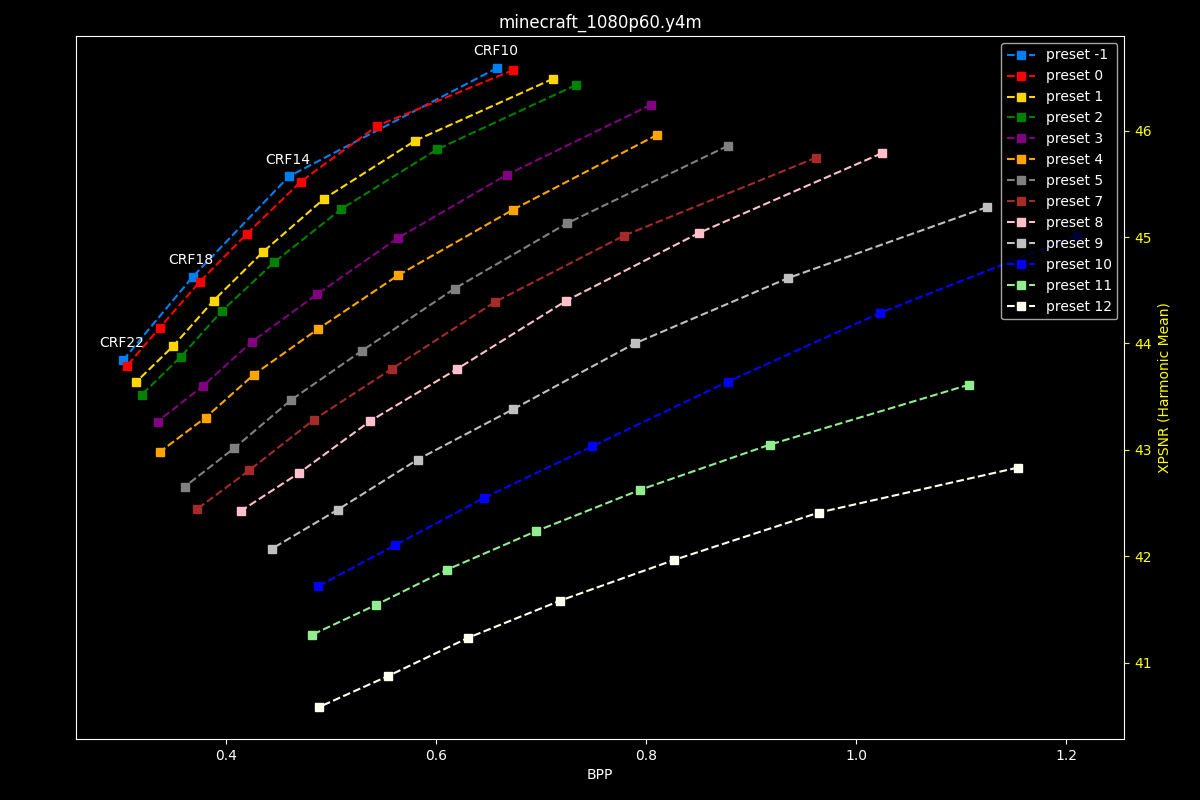 minecraft_1080p60.y4m
CRF10
CRF14
CRF18
CRF22
preset -1
preset 0
preset 1
preset 2
preset 3
preset 4
preset 5
preset 7
preset 8
preset 9
preset 10
preset 11
preset 12
46
45
44
43
42
41
XPSNR (Harmonic Mean)
0.4 0.6 0.8 1.0 1.2
BPP